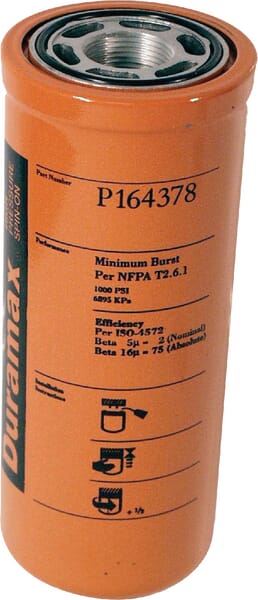 Duramax
PRESSURE
SPIN-ON
Part Number
P164378
Performance
Minimum Burst
Per NFPA T2.6.1
1000 PSI
6895 KPa
Efficiency
Per ISO-4572
Beta 5µ = 2 (Nominal)
Beta 16µ = 75 (Absolute)
Installation
Instructions